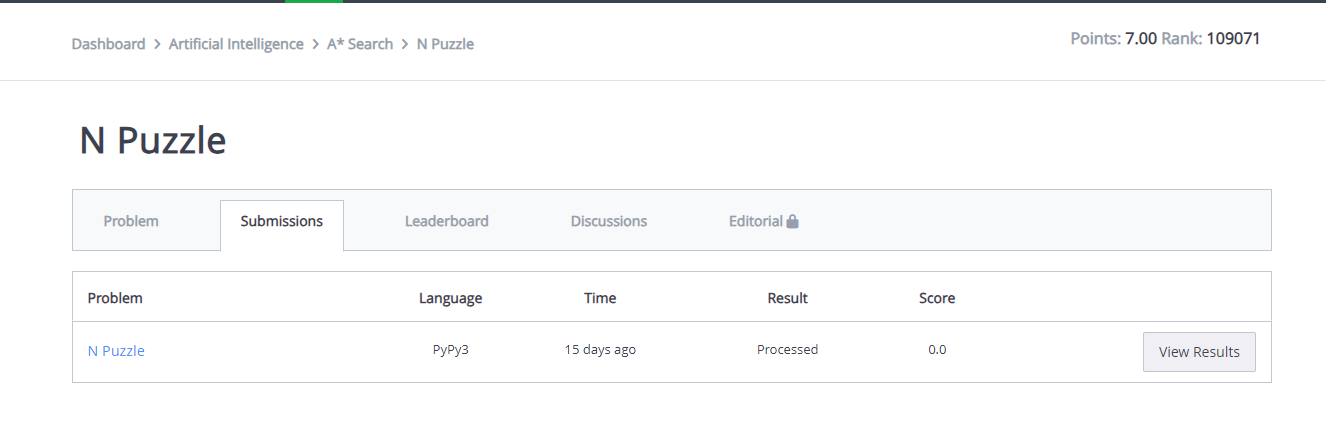 Dashboard > Artificial Intelligence > A* Search > N Puzzle
Points: 7.00 Rank: 109071
N Puzzle
Problem Submissions Leaderboard Discussions Editorial
Problem Language Time Result Score
N Puzzle PyPy3 15 days ago Processed 0.0 View Results